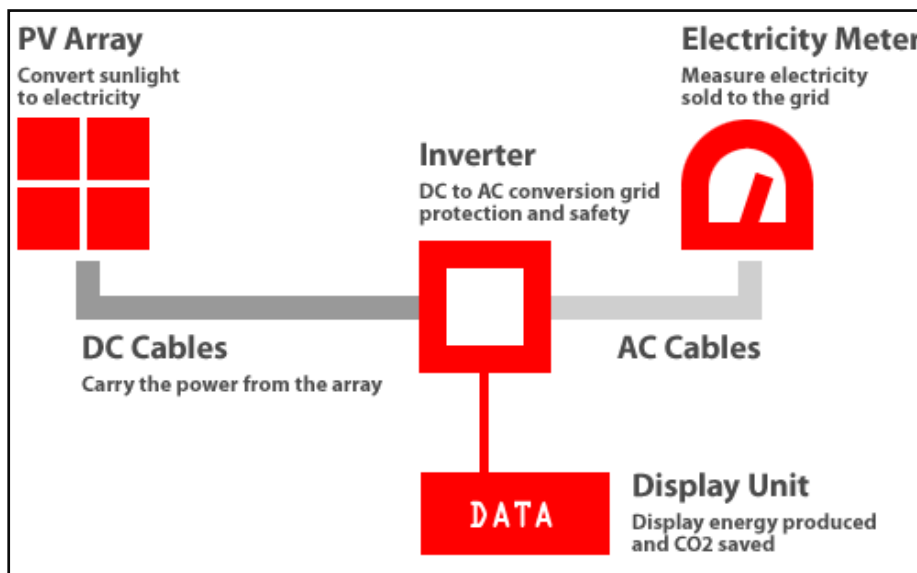 PV Array
Convert sunlight
to electricity
Electricity Meter
Measure electricity
sold to the grid
Inverter
DC to AC conversion grid
protection and safety
DC Cables
Carry the power from the array
AC Cables
DATA
Display Unit
Display energy produced
and CO2 saved